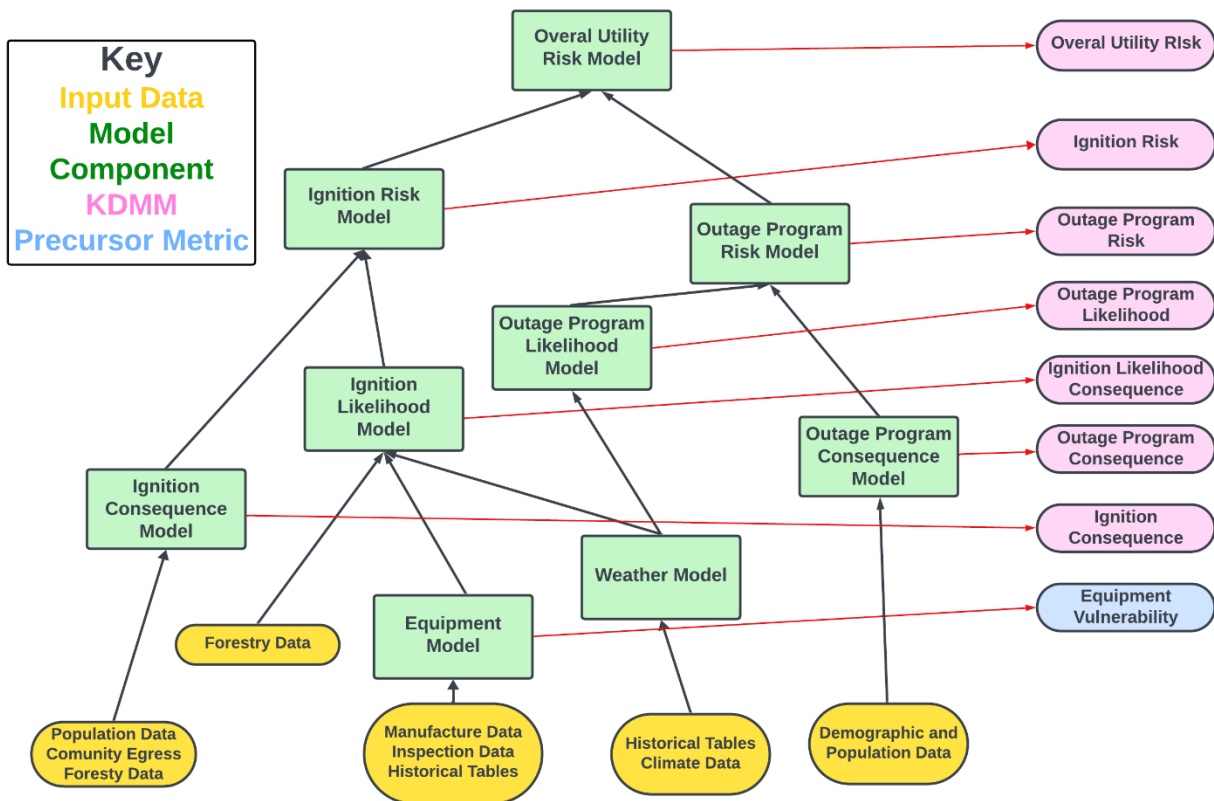 Key
Input Data
Model
Component
KDMM
Precursor Metric
Overal Utility
Risk Model
Overal Utility RIsk
Ignition Risk
Model
Ignition Risk
Outage Program
Risk Model
Outage Program
Risk
Outage Program
Likelihood
Model
Outage Program
Likelihood
Ignition
Likelihood
Model
Ignition Likelihood
Consequence
Outage Program
Consequence
Model
Outage Program
Consequence
Ignition
Consequence
Model
Ignition
Consequence
Weather Model
Equipment
Model
Equipment
Vulnerability
Forestry Data
Population Data
Comunity Egress
Foresty Data
Manufacture Data
Inspection Data
Historical Tables
Historical Tables
Climate Data
Demographic and
Population Data